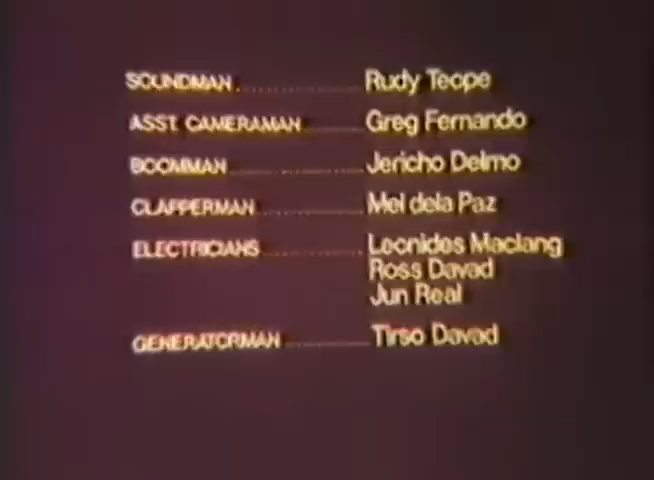 SOUNDMAN.................Rudy Teope
ASST. CAMERAMAN..........Greg Fernando
BOOMMAN..................Jericho Delmo
CLAPPERMAN...............Mel dela Paz
ELECTRICIANS.............Leonides Maclang
Ross Davad
Jun Real
GENERATORMAN.............Tirso Davad